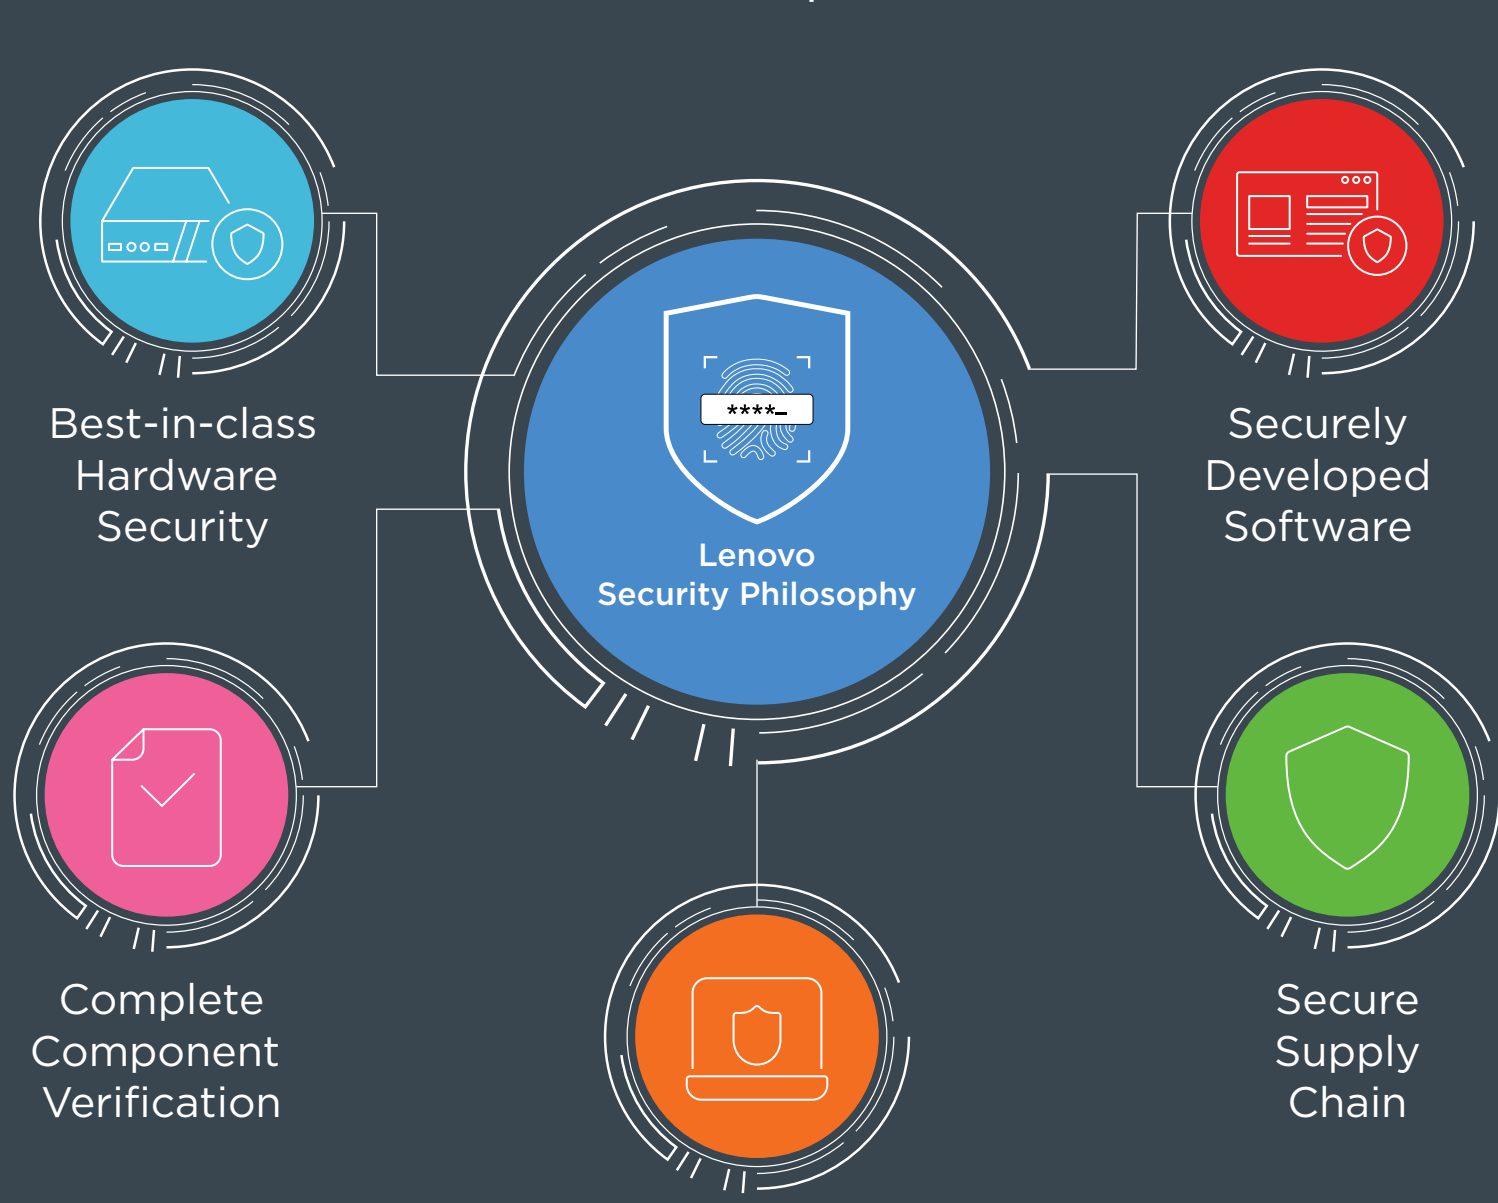 Best-in-class
Hardware
Security
Securely
Developed
Software
****_
Lenovo
Security Philosophy
Complete
Component
Verification
Secure
Supply
Chain